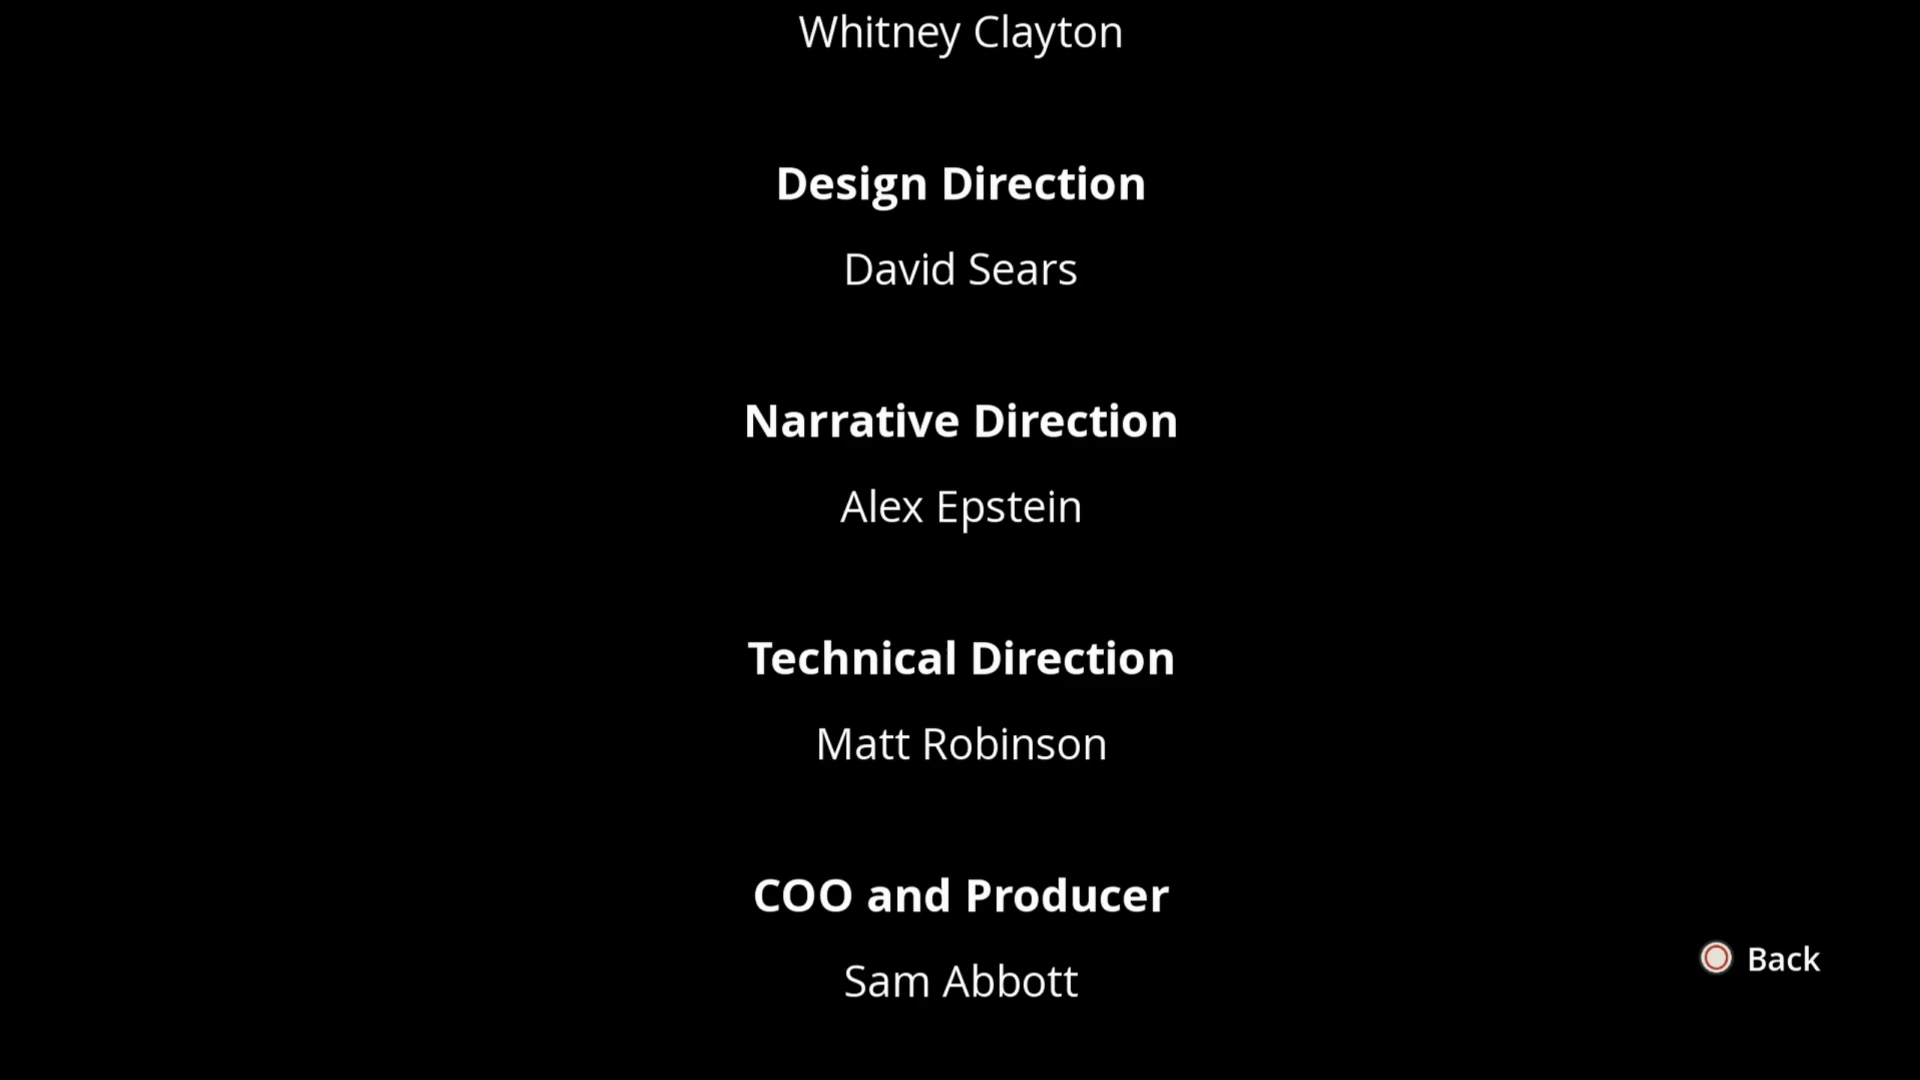 Whitney Clayton
Design Direction
David Sears
Narrative Direction
Alex Epstein
Technical Direction
Matt Robinson
COO and Producer
Sam Abbott
Back